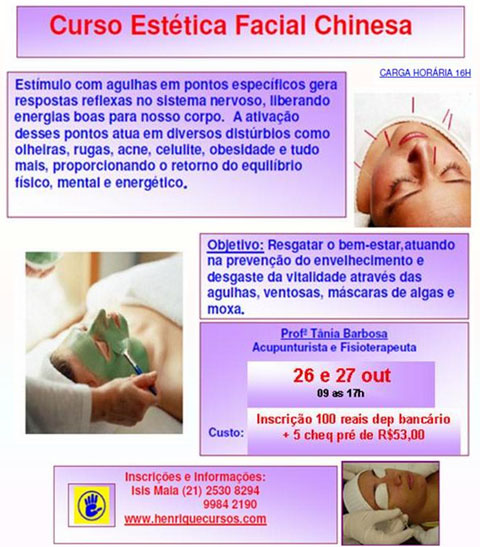 Curso Estética Facial Chinesa
CARGA HORÁRIA 16H
Estímulo com agulhas em pontos específicos gera
respostas reflexas no sistema nervoso, liberando
energias boas para nosso corpo.  A ativação
desses pontos atua em diversos distúrbios como
olheiras, rugas, acne, celulite, obesidade e tudo
mais, proporcionando o retorno do equilíbrio
físico, mental e energético.
Objetivo: Resgatar o bem-estar,atuando
na prevenção do envelhecimento e
desgaste da vitalidade através das
agulhas, ventosas, máscaras de algas e
moxa.
Profª Tânia Barbosa
Acupunturista e Fisioterapeuta
26 e 27 out
09 as 17h
Custo:
Inscrição 100 reais dep bancário
+ 5 cheq pré de R$53,00
Inscrições e Informações:
Isis Maia (21) 2530 8294
9984 2190
www.henriquecursos.com